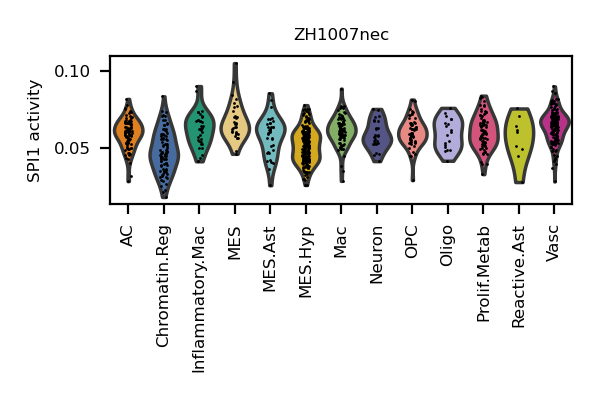 ZH1007nec
SPI1 activity
0.10
0.05
AC
Chromatin.Reg
Inflammatory.Mac
MES
MES.Ast
MES.Hyp
Mac
Neuron
OPC
Oligo
Prolif.Metab
Reactive.Ast
Vasc